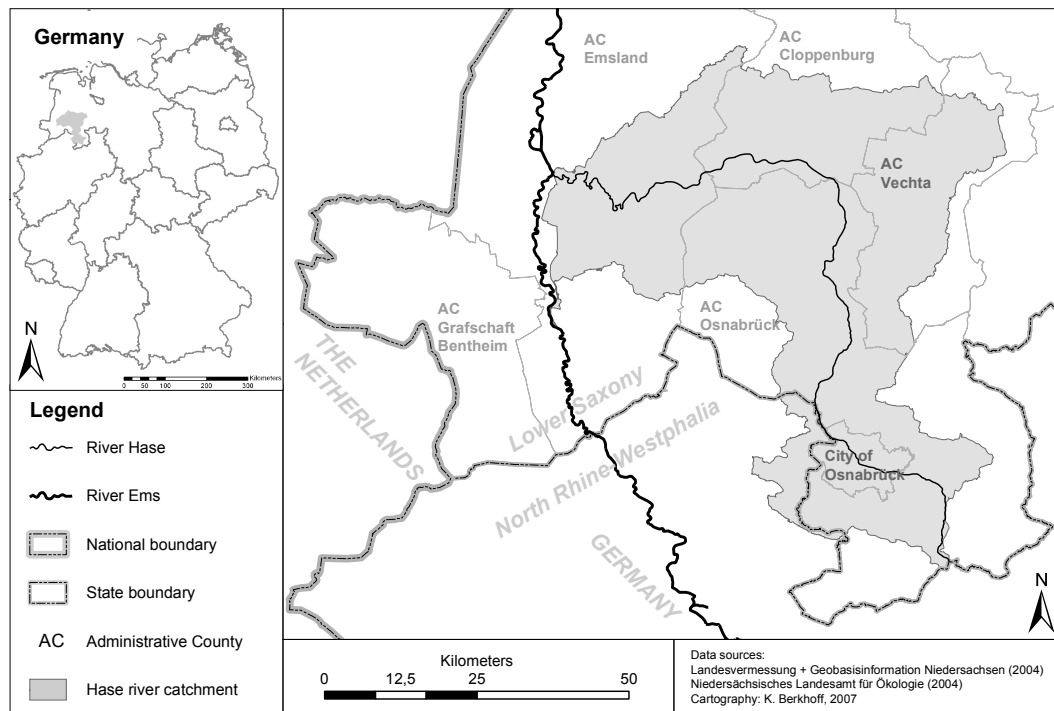 Germany
N
Kilometers
0 50 100 200 300
Legend
River Hase
River Ems
National boundary
State boundary
AC Administrative County
Hase river catchment
AC
Emsland
AC
Cloppenburg
AC
Vechta
AC
Grafschaft
Bentheim
AC
Osnabrück
THE
NETHERLANDS
Lower Saxony
North Rhine-Westphalia
GERMANY
City of
Osnabrück
N
Kilometers
0 12,5 25 50
Data sources:
Landesvermessung + Geobasisinformation Niedersachsen (2004)
Niedersächsisches Landesamt für Ökologie (2004)
Cartography: K. Berkhoff, 2007